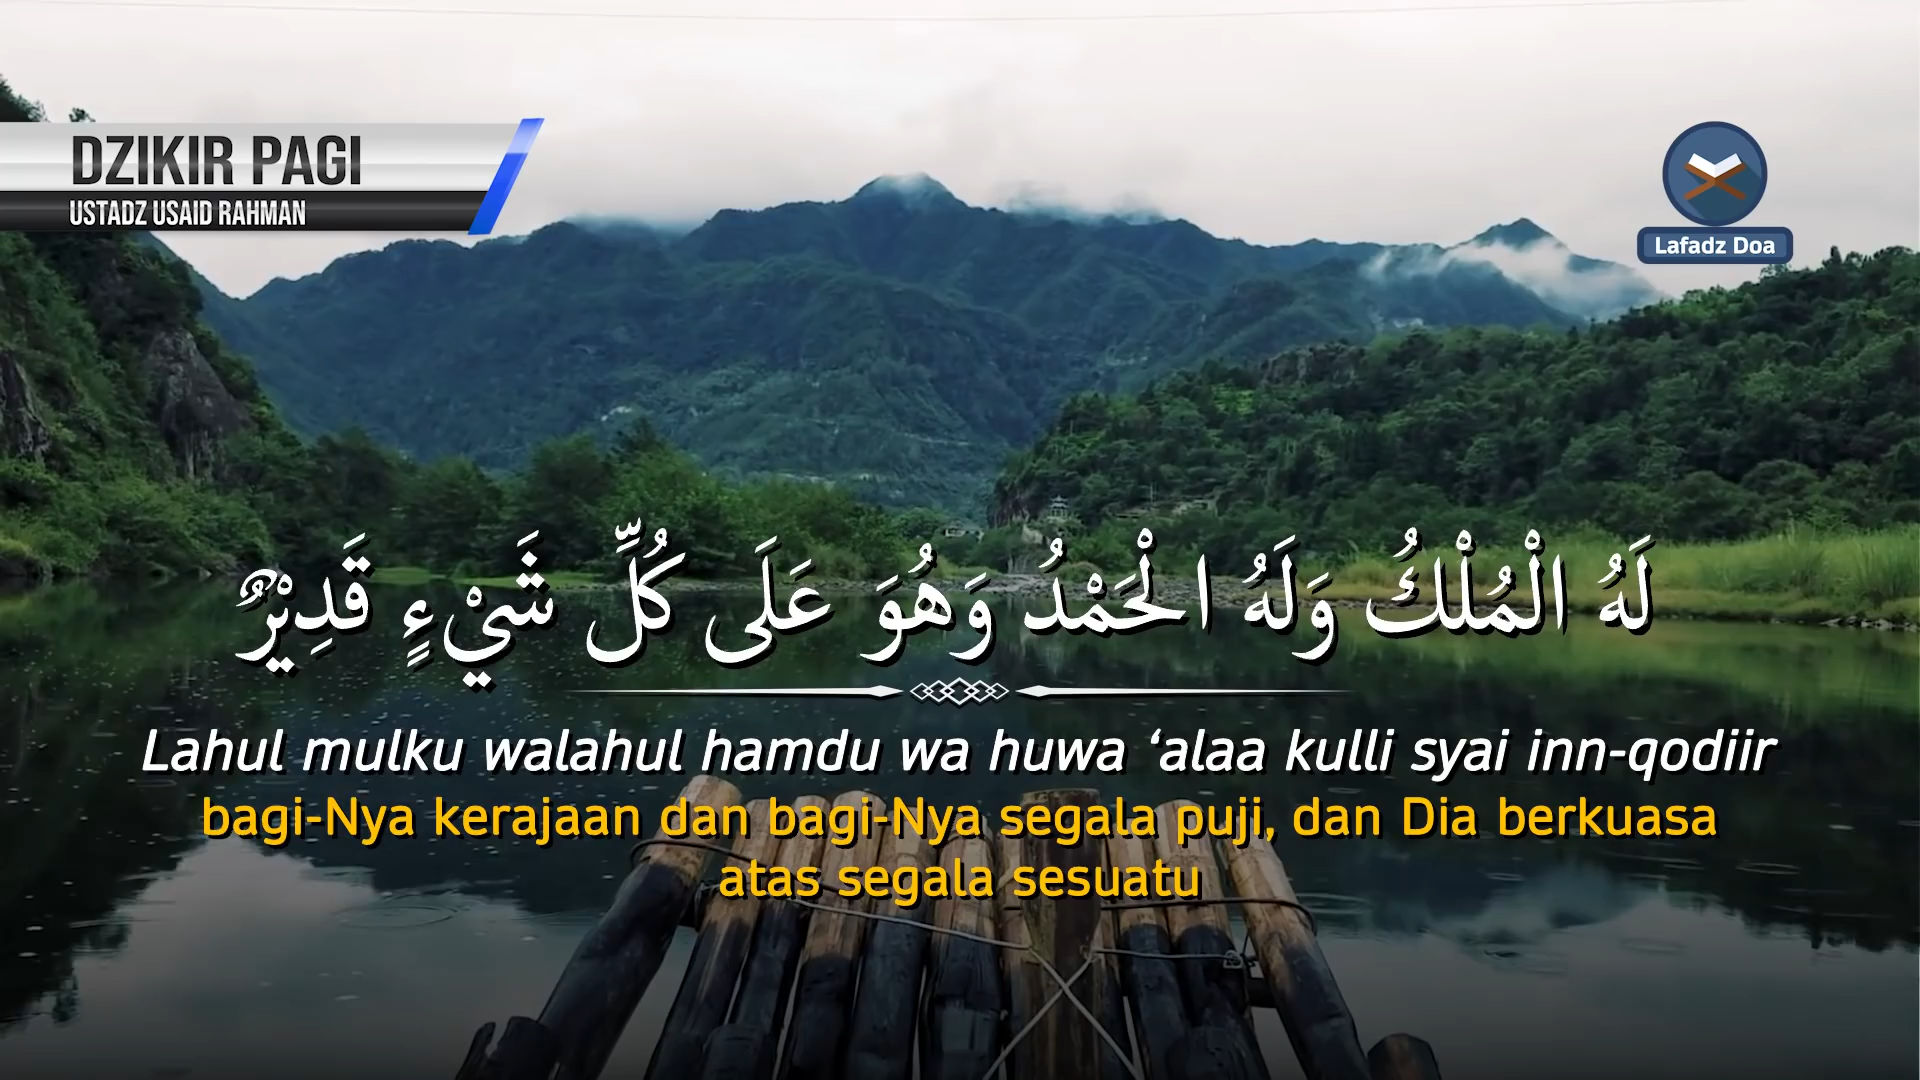 DZIKIR PAGI
USTADZ USAID RAHMAN
Lafadz Doa
لَهُ الْمُلْكُ وَلَهُ الْحَمْدُ وَهُوَ عَلَى كُلِّ شَيْءٍ قَدِيْرٌ
Lahul mulku walahul hamdu wa huwa ‘alaa kulli syai inn-qodiir
bagi-Nya kerajaan dan bagi-Nya segala puji, dan Dia berkuasa
atas segala sesuatu